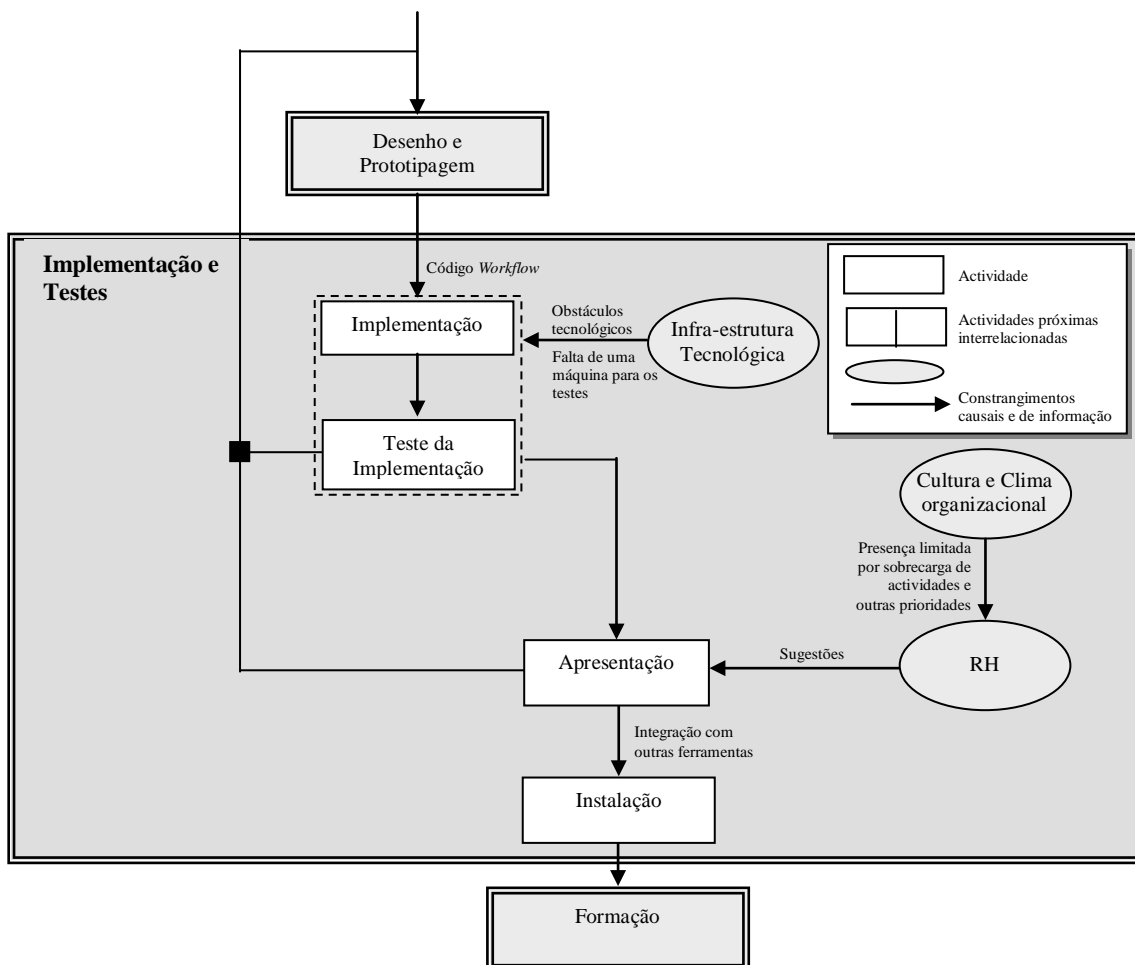 Desenho e
Prototipagem
Implementação e
Testes
Código Workflow
Implementação
Obstáculos
tecnológicos
Falta de uma
máquina para os
testes
Infra-estrutura
Tecnológica
Actividade
Actividades próximas
interrelacionadas
Constrangimentos
causais e de informação
Teste da
Implementação
Cultura e Clima
organizacional
Presença limitada
por sobrecarga de
actividades e
outras prioridades
Apresentação
Sugestões
RH
Integração com
outras ferramentas
Instalação
Formação